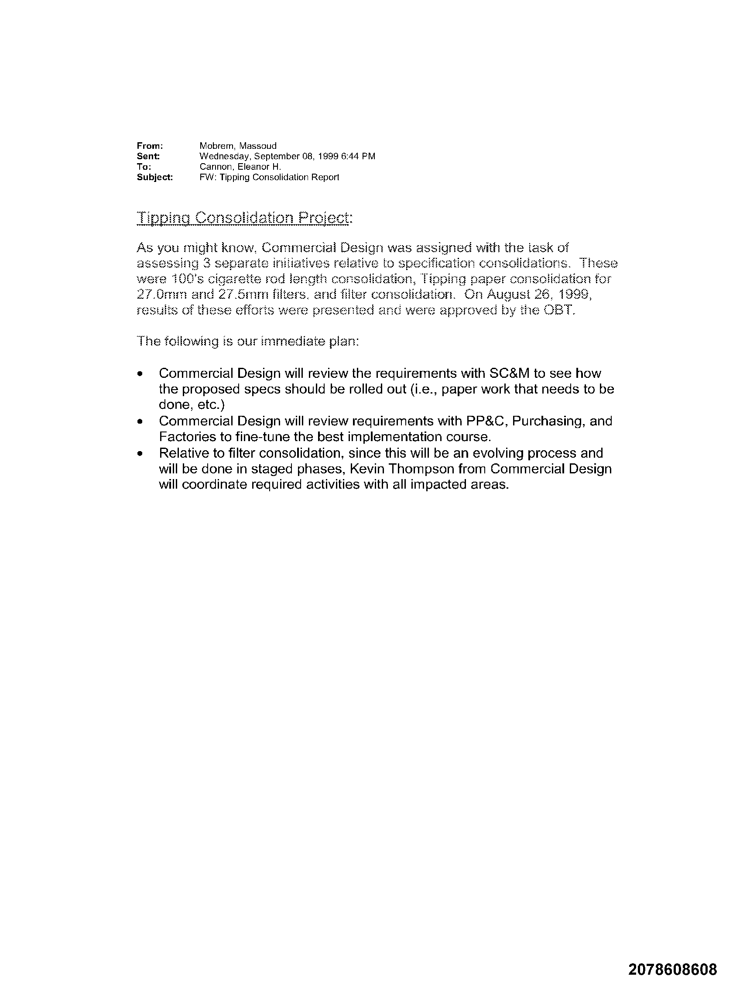 From: Mobrem, Massoud
Sent: Wednesday, September 08, 1999 6:44 PM
To: Cannon, Eleanor H.
Subject: FW: Tipping Consolidation Report
Tipping Consolidation Project:
As you might know, Commercial Design was assigned with the task of
assessing 3 separate initiatives relative to specification consolidations. These
were 100's cigarette rod length consolidation, Tipping paper consolidation for
27.0mm and 27.5mm filters, and filter consolidation. On August 26, 1999,
results of these efforts were presented and were approved by the OBT.
The following is our immediate plan:
• Commercial Design will review the requirements with SC&M to see how
the proposed specs should be rolled out (i.e., paper work that needs to be
done, etc.)
• Commercial Design will review requirements with PP&C, Purchasing, and
Factories to fine-tune the best implementation course.
• Relative to filter consolidation, since this will be an evolving process and
will be done in staged phases, Kevin Thompson from Commercial Design
will coordinate required activities with all impacted areas.
2078608608